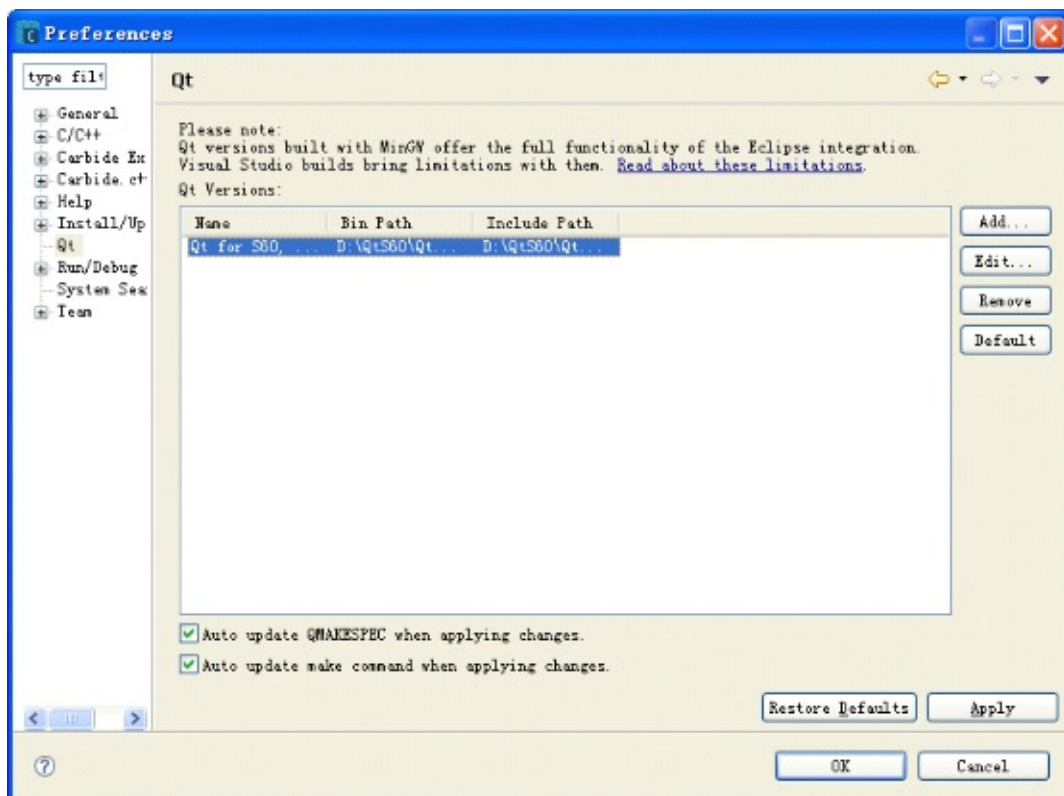 Preferences
type filt
Qt
General
C/C++
Carbide Ex
Carbide.c+
Help
Install/Up
Qt
Run/Debug
System Sea
Team
Please note:
Qt versions built with MinGW offer the full functionality of the Eclipse integration.
Visual Studio builds bring limitations with them. Read about these limitations.
Qt Versions:
Name Bin Path Include Path
Qt for S60, ... D:\QtS60\Qt... D:\QtS60\Qt...
Add...
Edit...
Remove
Default
Auto update QMAKESPEC when applying changes.
Auto update make command when applying changes.
Restore Defaults Apply
OK Cancel